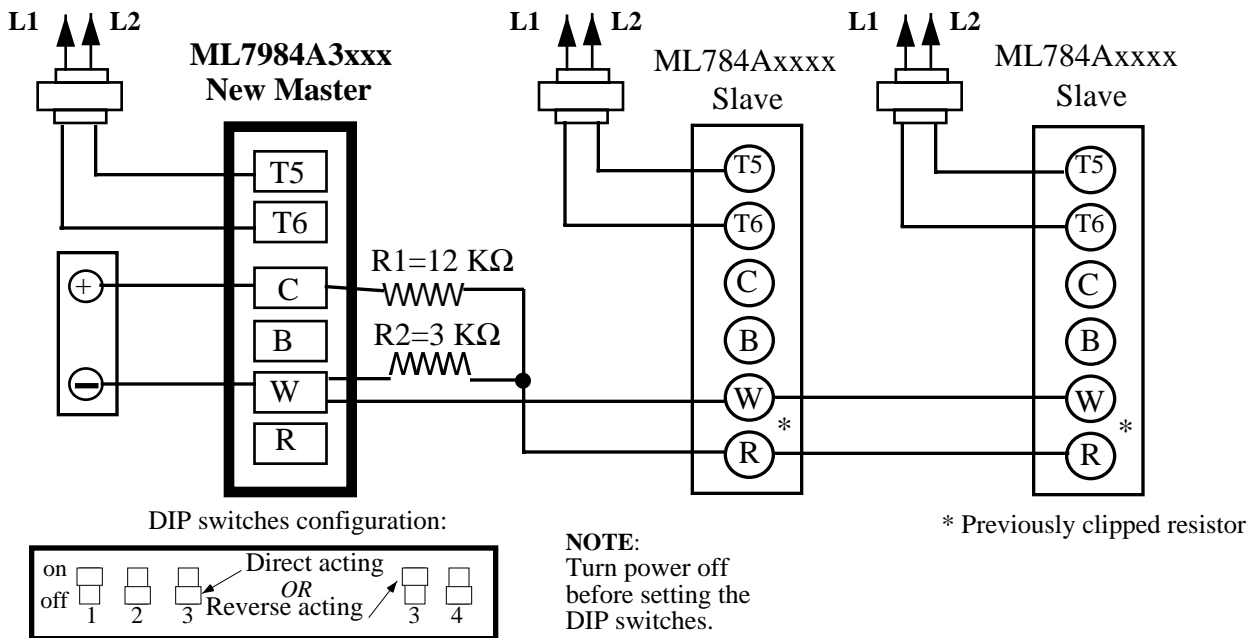 L1 L2
ML7984A3xxx
New Master
T5
T6
C
B
W
R
+
−
R1=12 KΩ
R2=3 KΩ
L1 L2
ML784Axxxx
Slave
T5
T6
C
B
W
*
R
L1 L2
ML784Axxxx
Slave
T5
T6
C
B
W
*
R
* Previously clipped resistor
DIP switches configuration:
on
off
1 2 3
Direct acting
OR
Reverse acting
3 4
NOTE:
Turn power off
before setting the
DIP switches.